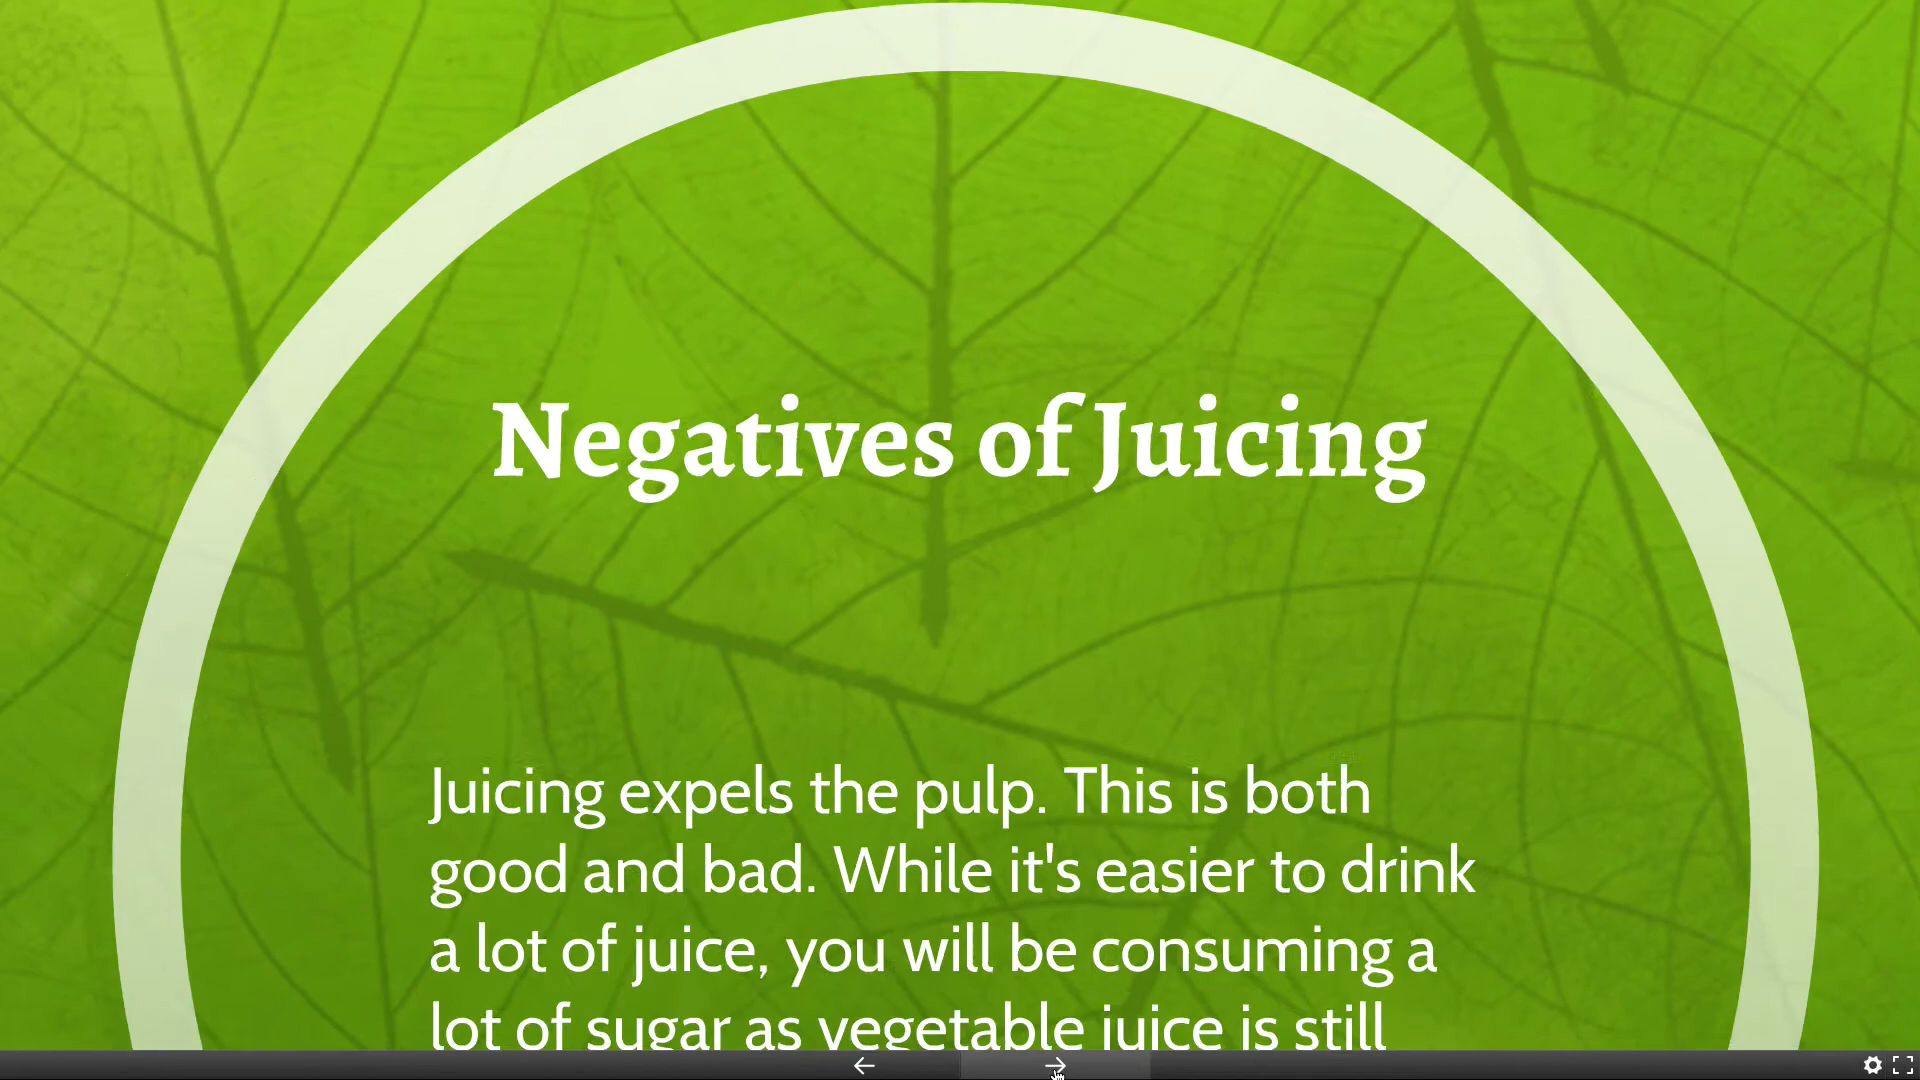 Negatives of Juicing
Juicing expels the pulp. This is both
good and bad. While it's easier to drink
a lot of juice, you will be consuming a
lot of sugar as vegetable juice is still